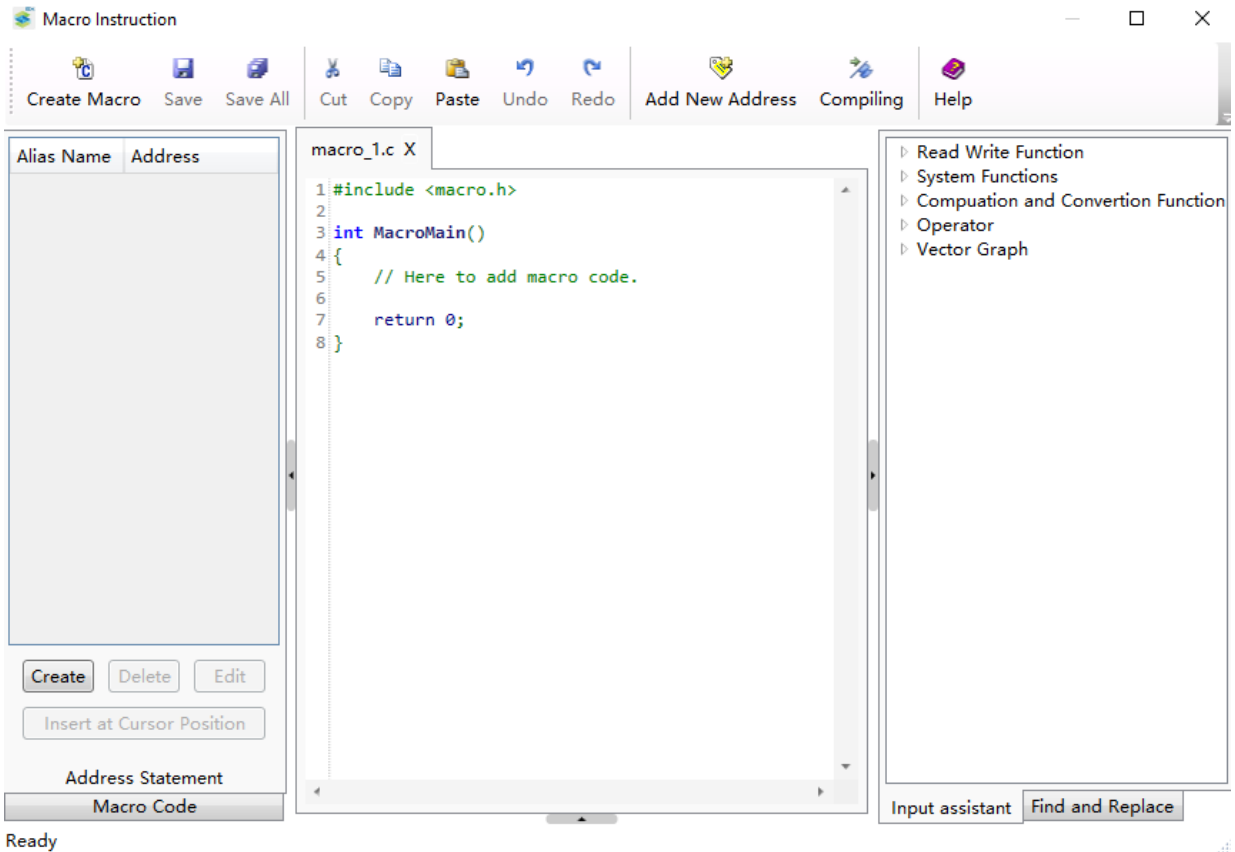 Macro Instruction
Create Macro Save Save All Cut Copy Paste Undo Redo Add New Address Compiling Help
Alias Name Address
macro_1.c X
1 #include <macro.h>
2
3 int MacroMain()
4 {
5 // Here to add macro code.
6
7 return 0;
8 }
Read Write Function
System Functions
Compuation and Convertion Function
Operator
Vector Graph
Create Delete Edit
Insert at Cursor Position
Address Statement
Macro Code
Input assistant Find and Replace
Ready